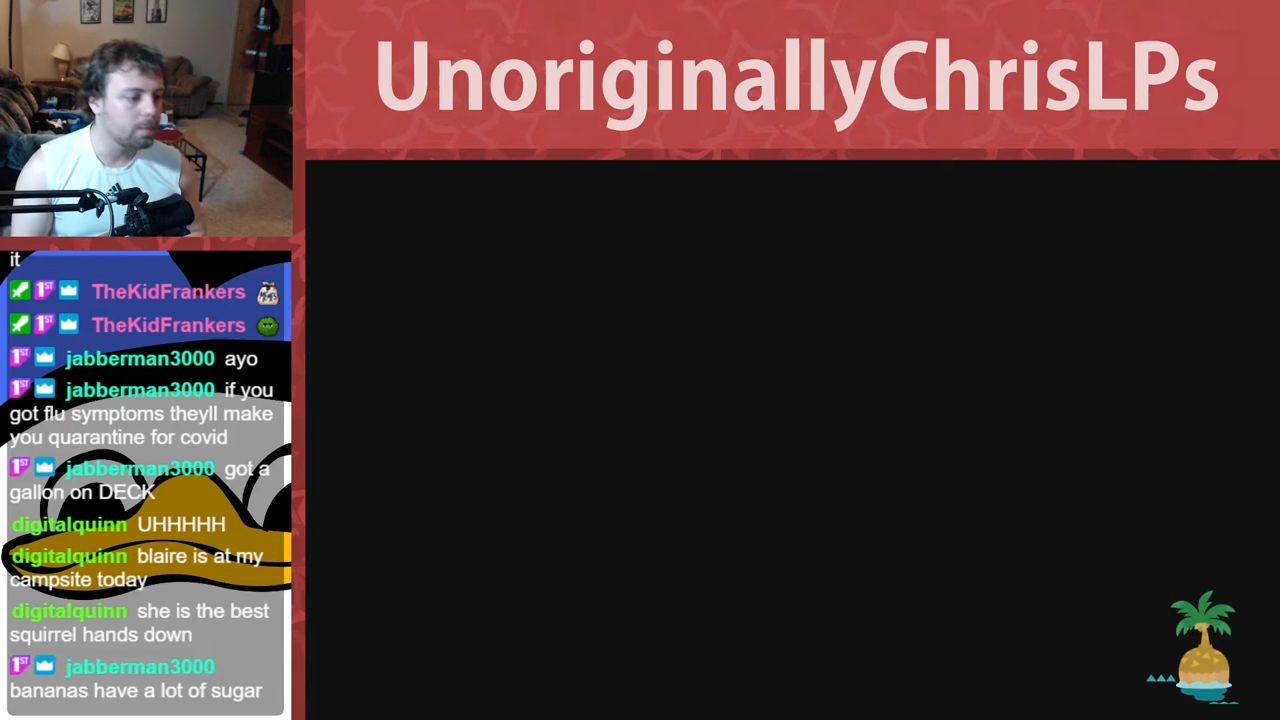 UnoriginallyChrisLPs
it
TheKidFrankers
TheKidFrankers
jabberman3000 ayo
jabberman3000 if you
got flu symptoms theyll make
you quarantine for covid
jabberman3000 got a
gallon on DECK
digitalquinn UHHHHH
digitalquinn blaire is at my
campsite today
digitalquinn she is the best
squirrel hands down
jabberman3000
bananas have a lot of sugar